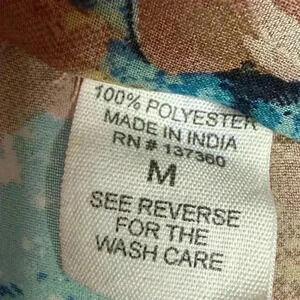 100% POLYESTER
MADE IN INDIA
RN # 137360
M
SEE REVERSE
FOR THE
WASH CARE